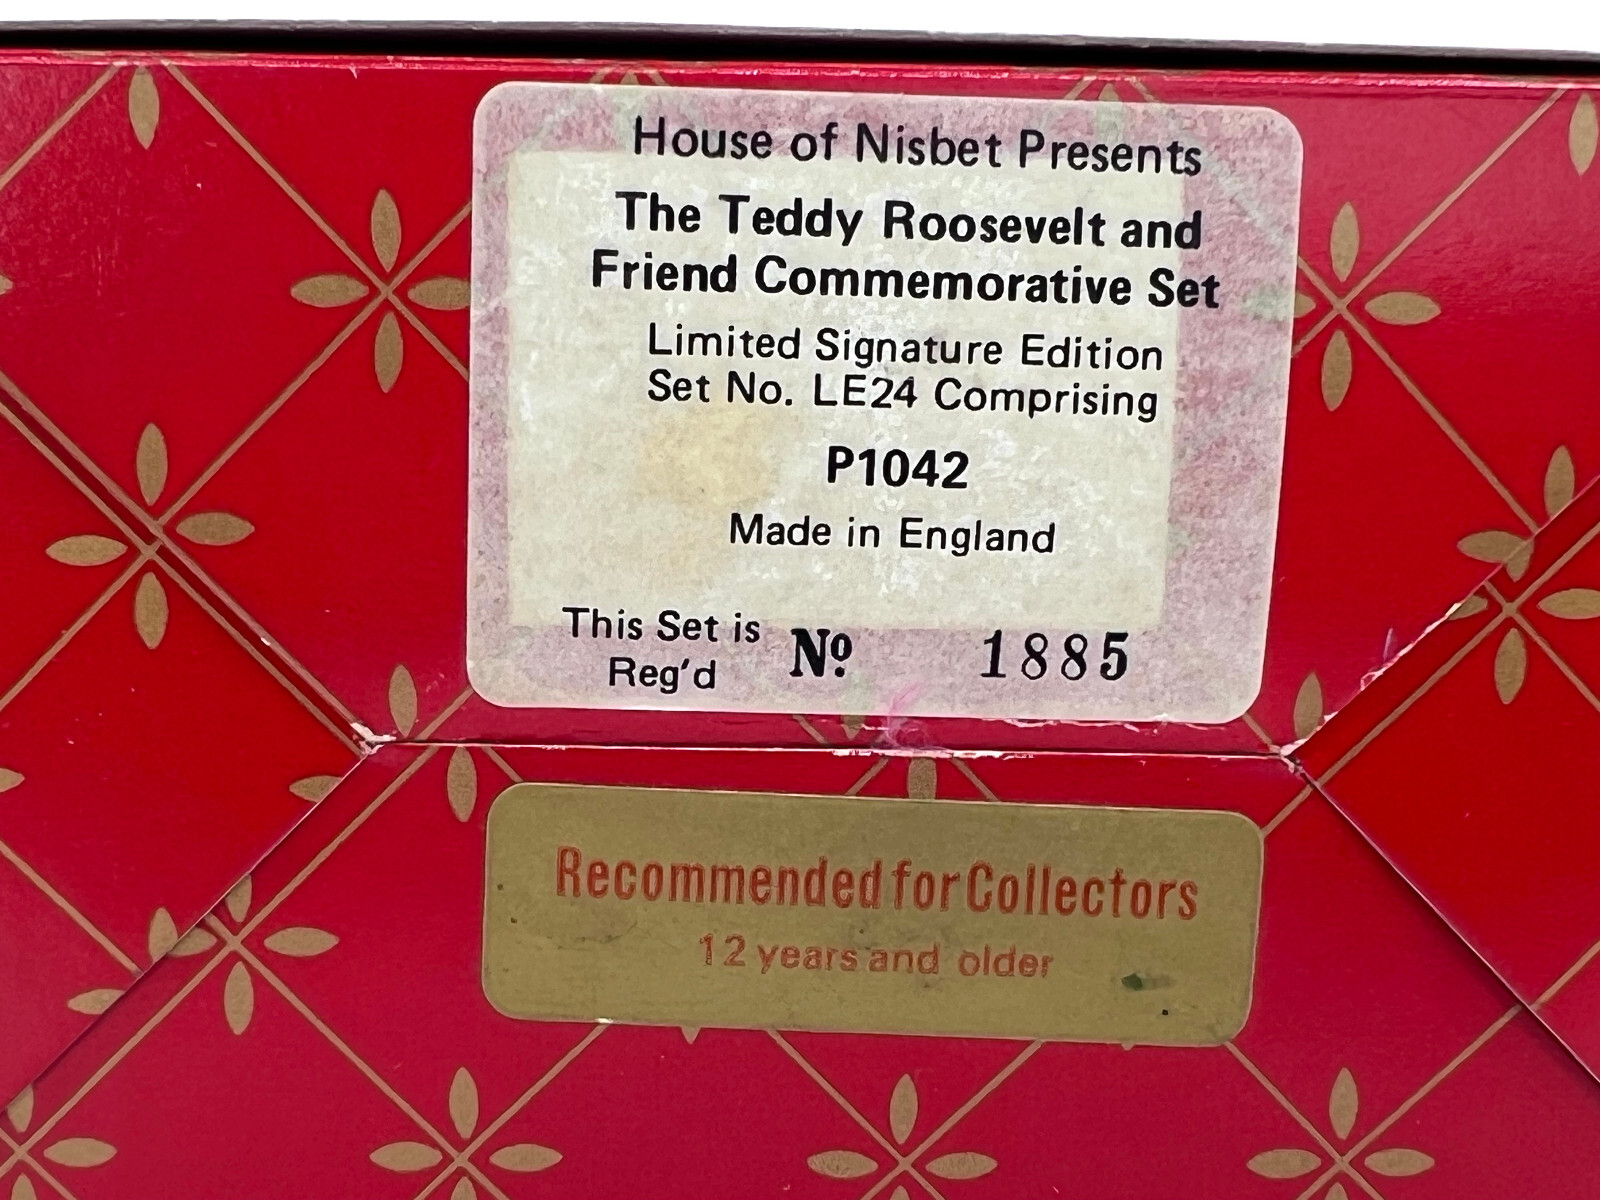 House of Nisbet Presents
The Teddy Roosevelt and
Friend Commemorative Set
Limited Signature Edition
Set No. LE24 Comprising
P1042
Made in England
This Set is
Reg'd
Nº 1885
Recommended for Collectors
12 years and older